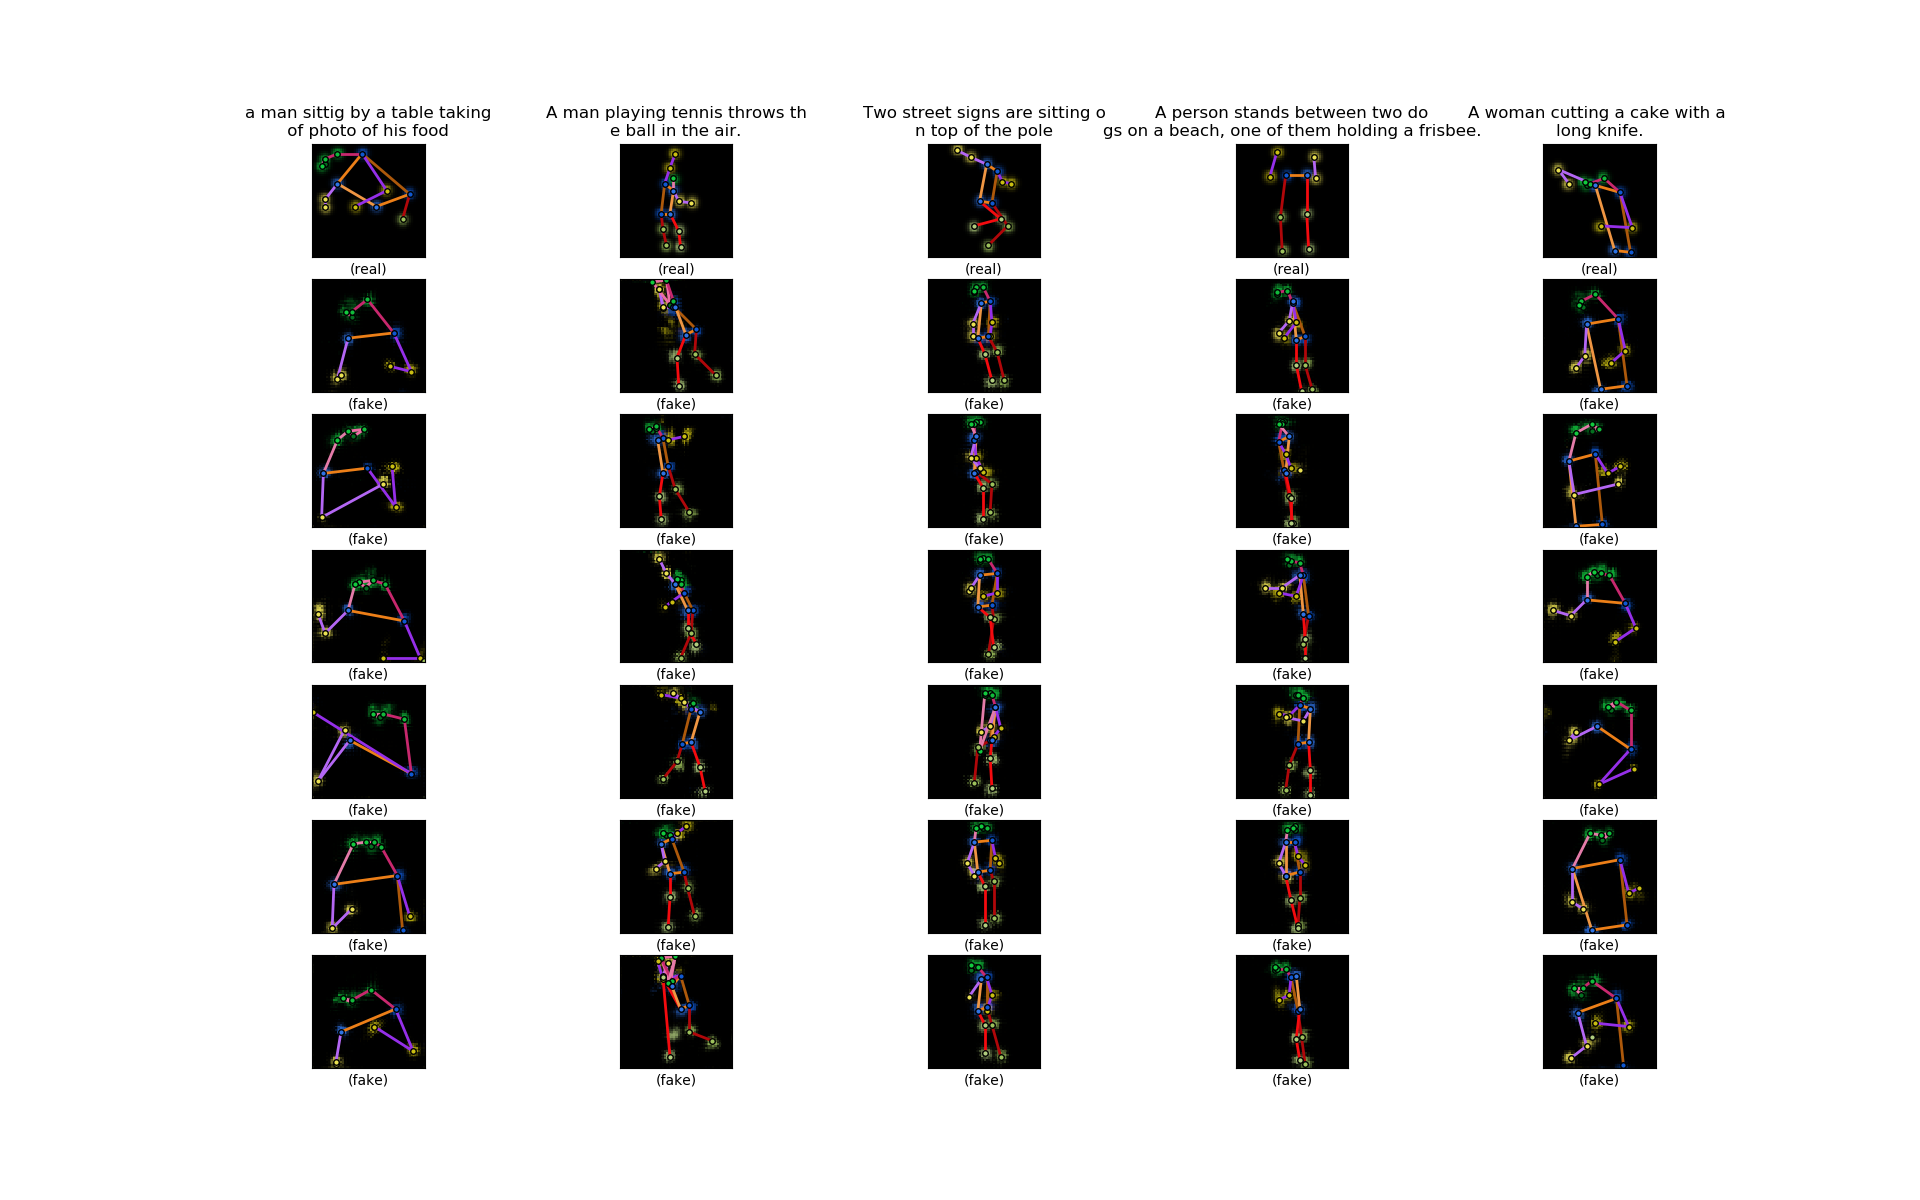 a man sittig by a table taking
of photo of his food
A man playing tennis throws th
e ball in the air.
Two street signs are sitting o
n top of the pole
A person stands between two do
gs on a beach, one of them holding a frisbee.
A woman cutting a cake with a
long knife.
(real) (real) (real) (real) (real)
(fake) (fake) (fake) (fake) (fake)
(fake) (fake) (fake) (fake) (fake)
(fake) (fake) (fake) (fake) (fake)
(fake) (fake) (fake) (fake) (fake)
(fake) (fake) (fake) (fake) (fake)
(fake) (fake) (fake) (fake) (fake)